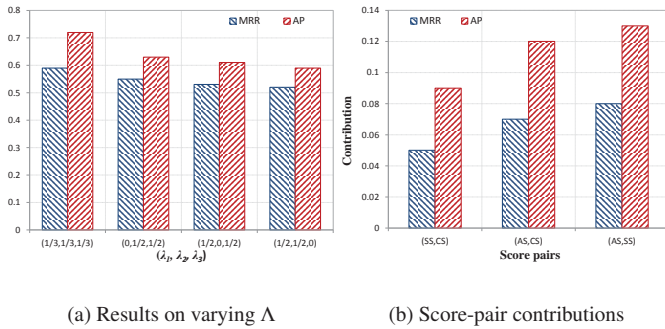 MRR AP
0.8
0.7
0.6
0.5
0.4
0.3
0.2
0.1
0
(1/3,1/3,1/3) (0,1/2,1/2) (1/2,0,1/2) (1/2,1/2,0)
(λ1, λ2, λ3)
(a) Results on varying Λ
MRR AP
0.14
0.12
0.1
0.08
0.06
0.04
0.02
0
Contribution
(SS,CS) (AS,CS) (AS,SS)
Score pairs
(b) Score-pair contributions